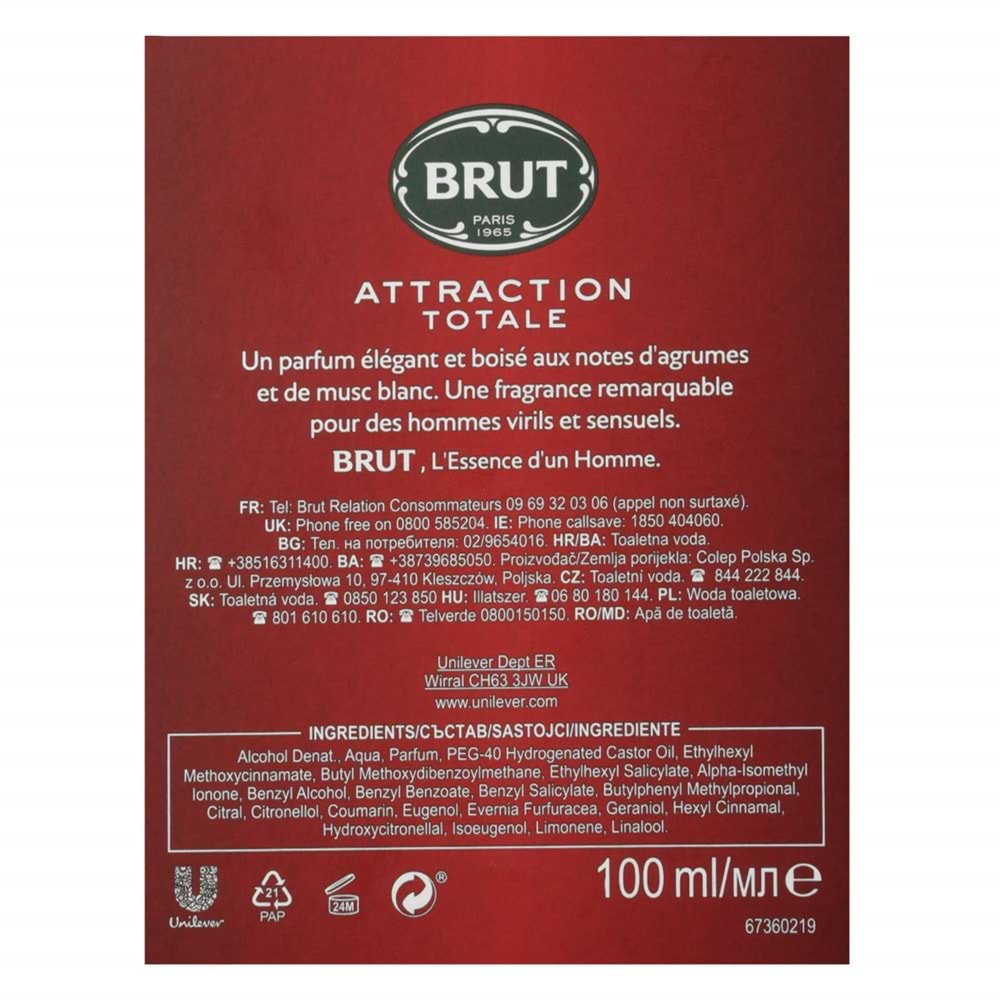 BRUT
PARIS
1965
ATTRACTION
TOTALE
Un parfum élégant et boisé aux notes d'agrumes
et de musc blanc. Une fragrance remarquable
pour des hommes virils et sensuels.
BRUT, L'Essence d'un Homme.
FR: Tel: Brut Relation Consommateurs 09 69 32 03 06 (appel non surtaxé).
UK: Phone free on 0800 585204. IE: Phone callsave: 1850 404060.
BG: Тел. на потребителя: 02/9654016. HR/BA: Toaletna voda.
HR: ☎ +38516311400. BA: ☎ +38739685050. Proizvođač/Zemlja porijekla: Colep Polska Sp.
z o.o. Ul. Przemysłowa 10, 97-410 Kleszczów, Poljska. CZ: Toaletní voda. ☎ 844 222 844.
SK: Toaletná voda. ☎ 0850 123 850 HU: Illatszer. ☎06 80 180 144. PL: Woda toaletowa.
☎ 801 610 610. RO: ☎ Telverde 0800150150. RO/MD: Apă de toaletă.
Unilever Dept ER
Wirral CH63 3JW UK
www.unilever.com
INGREDIENTS/СЪСТАВ/SASTOJCI/INGREDIENTE
Alcohol Denat., Aqua, Parfum, PEG-40 Hydrogenated Castor Oil, Ethylhexyl
Methoxycinnamate, Butyl Methoxydibenzoylmethane, Ethylhexyl Salicylate, Alpha-Isomethyl
Ionone, Benzyl Alcohol, Benzyl Benzoate, Benzyl Salicylate, Butylphenyl Methylpropional,
Citral, Citronellol, Coumarin, Eugenol, Evernia Furfuracea, Geraniol, Hexyl Cinnamal,
Hydroxycitronellal, Isoeugenol, Limonene, Linalool.
Unilever
21
PAP
24M
®
100 ml/мл e
67360219